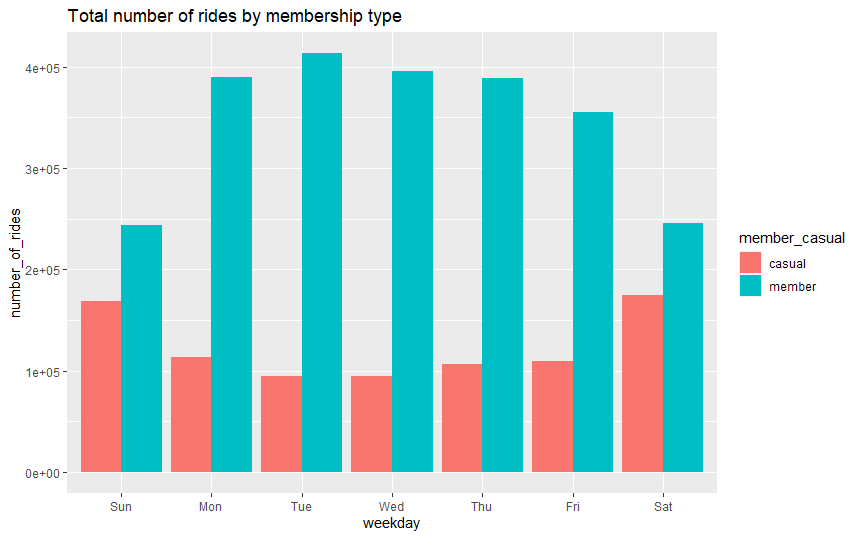 Total number of rides by membership type
number_of_rides
4e+05
3e+05
2e+05
1e+05
0e+00
Sun Mon Tue Wed Thu Fri Sat
weekday
member_casual
casual
member